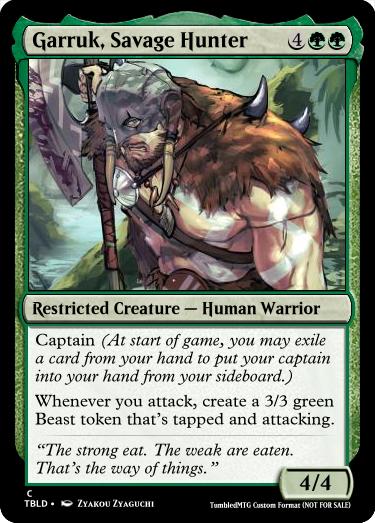 Garruk, Savage Hunter 4
Restricted Creature — Human Warrior
Captain (At start of game, you may exile
a card from your hand to put your captain
into your hand from your sideboard.)
Whenever you attack, create a 3/3 green
Beast token that's tapped and attacking.
"The strong eat. The weak are eaten.
That's the way of things."
4/4
C
TBLD • Zyakou Zyaguchi
TumbledMTG Custom Format (NOT FOR SALE)